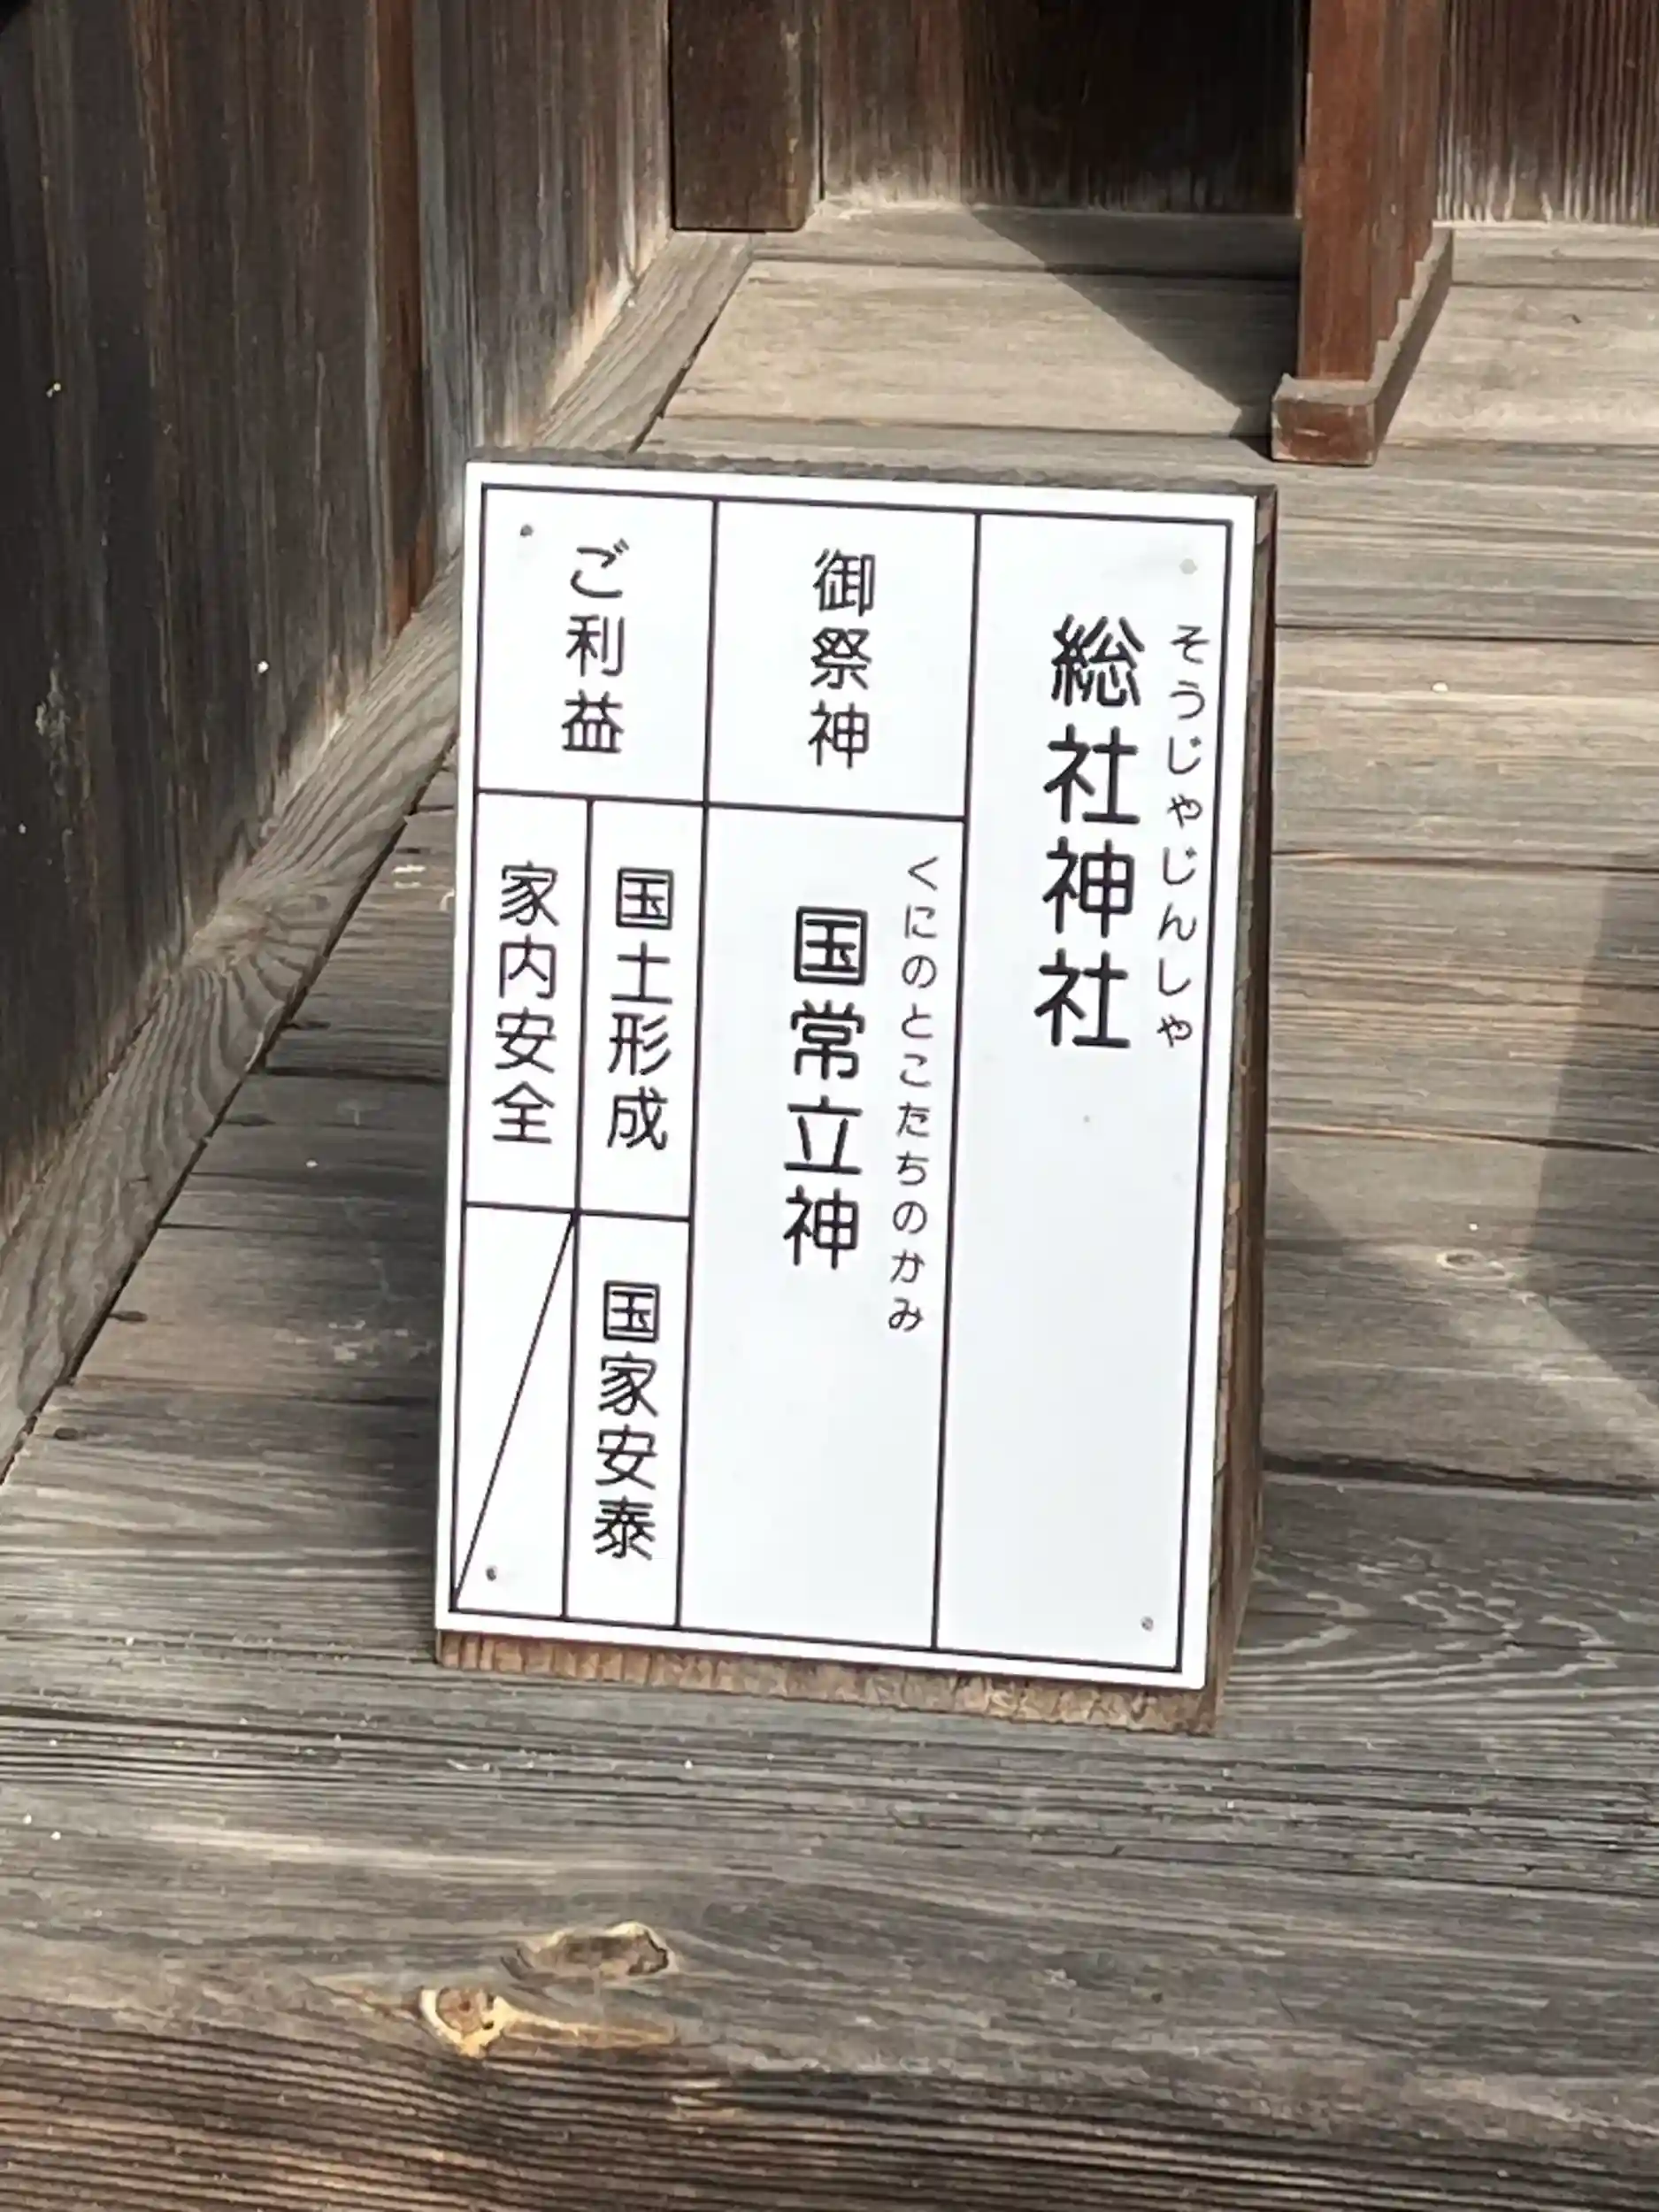 そうじゃじんしゃ
総社神社
御祭神
くにのとこたちのかみ
国常立神
ご利益
国土形成
国家安泰
家内安全